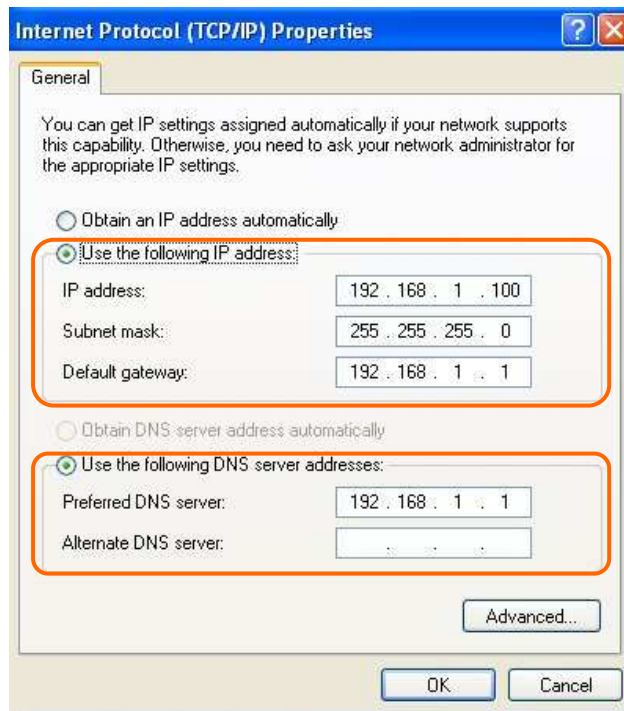 Internet Protocol (TCP/IP) Properties
General
You can get IP settings assigned automatically if your network supports
this capability. Otherwise, you need to ask your network administrator for
the appropriate IP settings.
Obtain an IP address automatically
Use the following IP address:
IP address: 192 . 168 . 1 . 100
Subnet mask: 255 . 255 . 255 . 0
Default gateway: 192 . 168 . 1 . 1
Obtain DNS server address automatically
Use the following DNS server addresses:
Preferred DNS server: 192 . 168 . 1 . 1
Alternate DNS server: . . .
Advanced...
OK Cancel